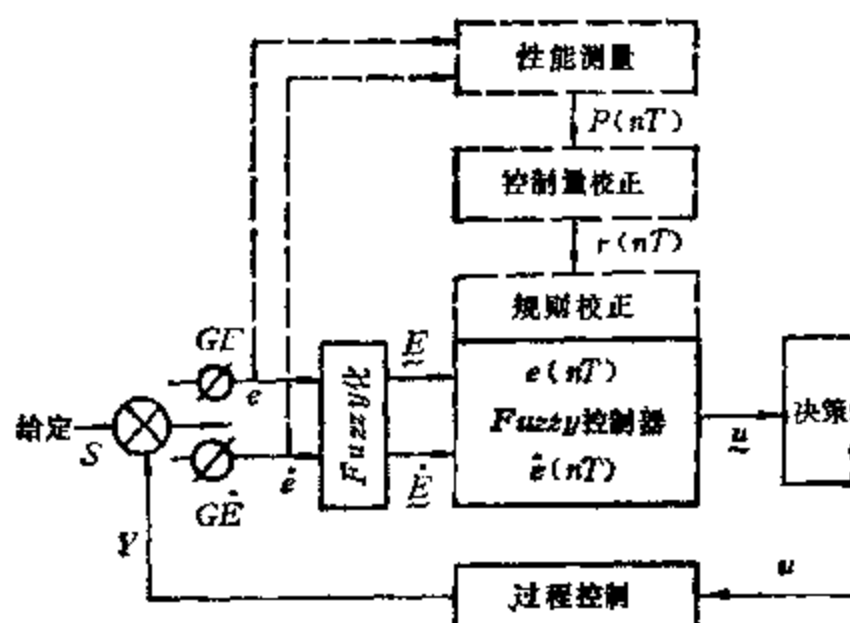 性能测量
P(nT)
控制量校正
r(nT)
规则校正
GE
e
Fuzzy化
E
e(nT)
Fuzzy控制器
ė(nT)
u
决策
给定
S
GĖ
ė
Ė
Y
u
过程控制